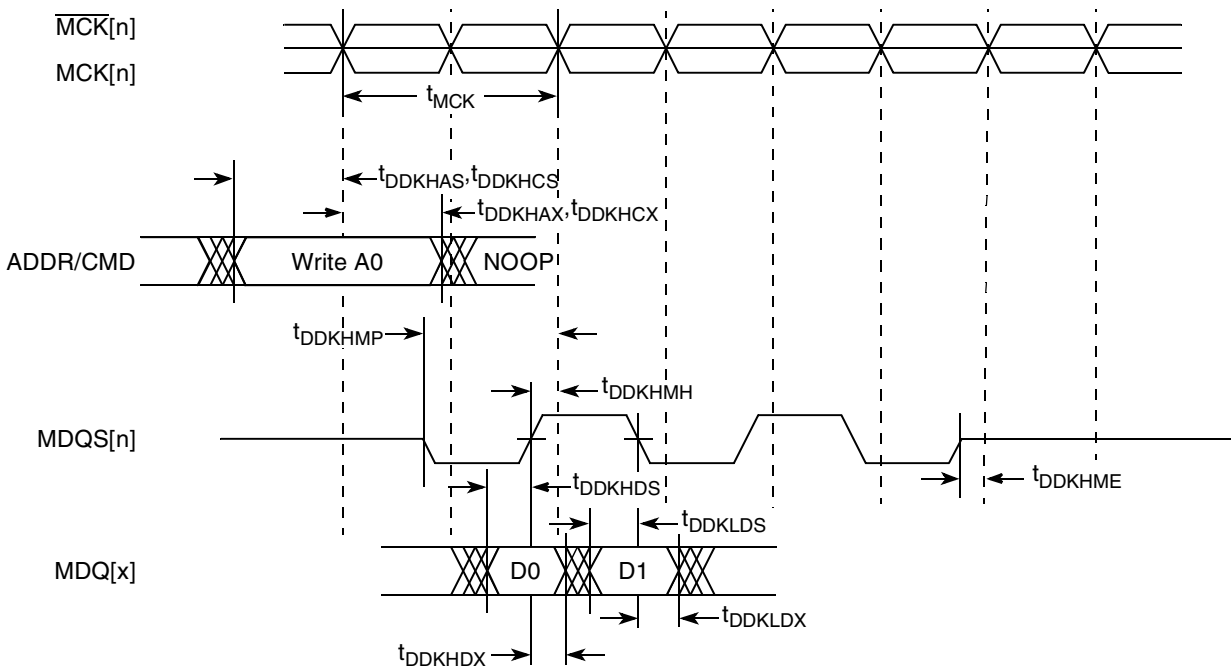 MCK[n]
MCK[n]
tMCK
tDDKHAS,tDDKHCS
tDDKHAX,tDDKHCX
ADDR/CMD
Write A0
NOOP
tDDKHMP
tDDKHMH
MDQS[n]
tDDKHDS
tDDKHME
tDDKLDS
MDQ[x]
D0
D1
tDDKLDX
tDDKHDX